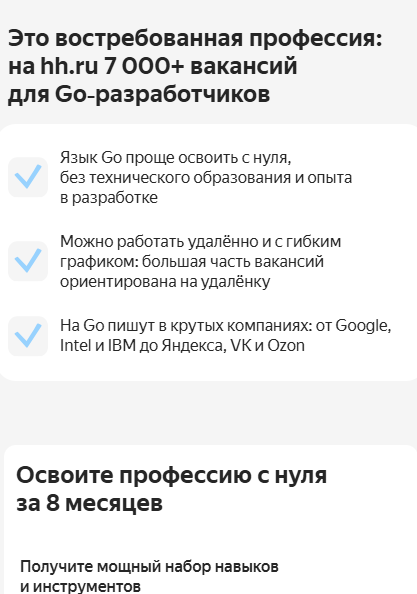 Это востребованная профессия:
на hh.ru 7 000+ вакансий
для Go-разработчиков
Язык Go проще освоить с нуля,
без технического образования и опыта
в разработке
Можно работать удалённо и с гибким
графиком: большая часть вакансий
ориентирована на удалёнку
На Go пишут в крутых компаниях: от Google,
Intel и IBM до Яндекса, VK и Ozon
Освоите профессию с нуля
за 8 месяцев
Получите мощный набор навыков
и инструментов